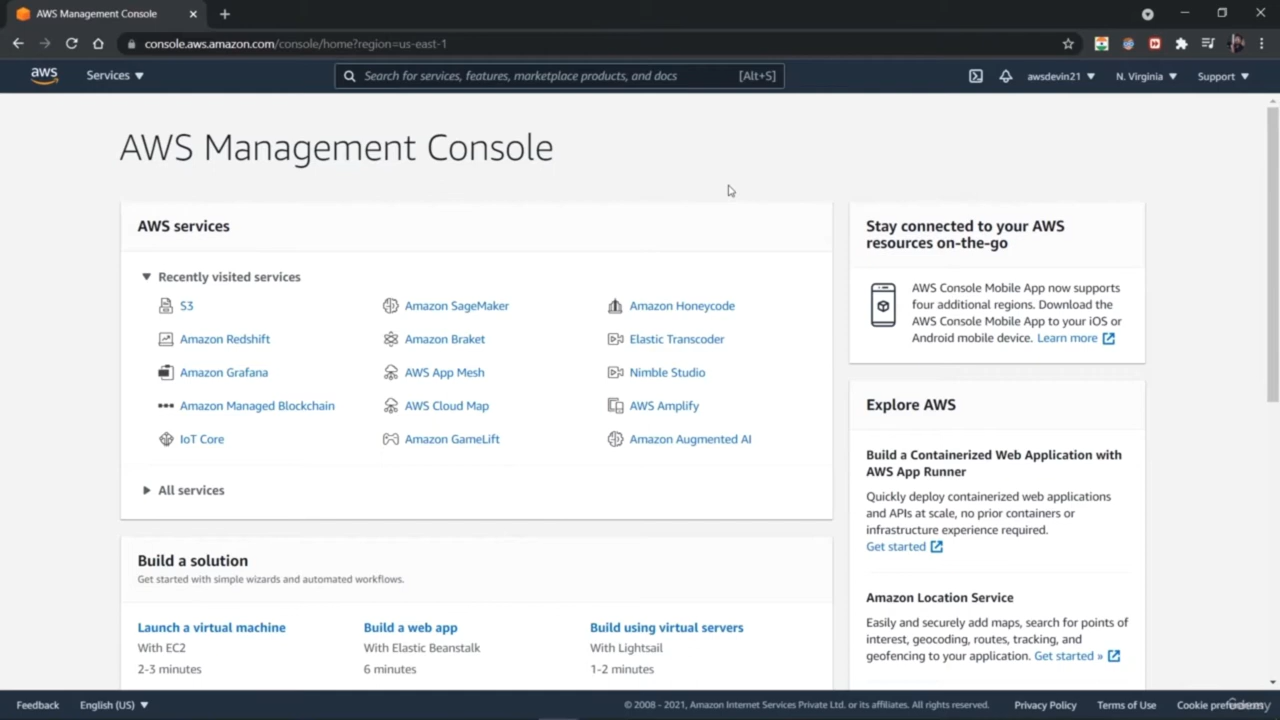 AWS Management Console
console.aws.amazon.com/console/home?region=us-east-1
aws Services Search for services, features, marketplace products, and docs [Alt+S] awsdevin21 N. Virginia Support
AWS Management Console
AWS services
Recently visited services
S3 Amazon SageMaker Amazon Honeycode
Amazon Redshift Amazon Braket Elastic Transcoder
Amazon Grafana AWS App Mesh Nimble Studio
Amazon Managed Blockchain AWS Cloud Map AWS Amplify
IoT Core Amazon GameLift Amazon Augmented AI
All services
Build a solution
Get started with simple wizards and automated workflows.
Launch a virtual machine Build a web app Build using virtual servers
With EC2 With Elastic Beanstalk With Lightsail
2-3 minutes 6 minutes 1-2 minutes
Stay connected to your AWS
resources on-the-go
AWS Console Mobile App now supports
four additional regions. Download the
AWS Console Mobile App to your iOS or
Android mobile device. Learn more
Explore AWS
Build a Containerized Web Application with
AWS App Runner
Quickly deploy containerized web applications
and APIs at scale, no prior containers or
infrastructure experience required.
Get started
Amazon Location Service
Easily and securely add maps, search for points of
interest, geocoding, routes, tracking, and
geofencing to your application. Get started »
Feedback English (US) © 2008 - 2021, Amazon Internet Services Private Ltd. or its affiliates. All rights reserved. Privacy Policy Terms of Use Cookie preferences
Udemy